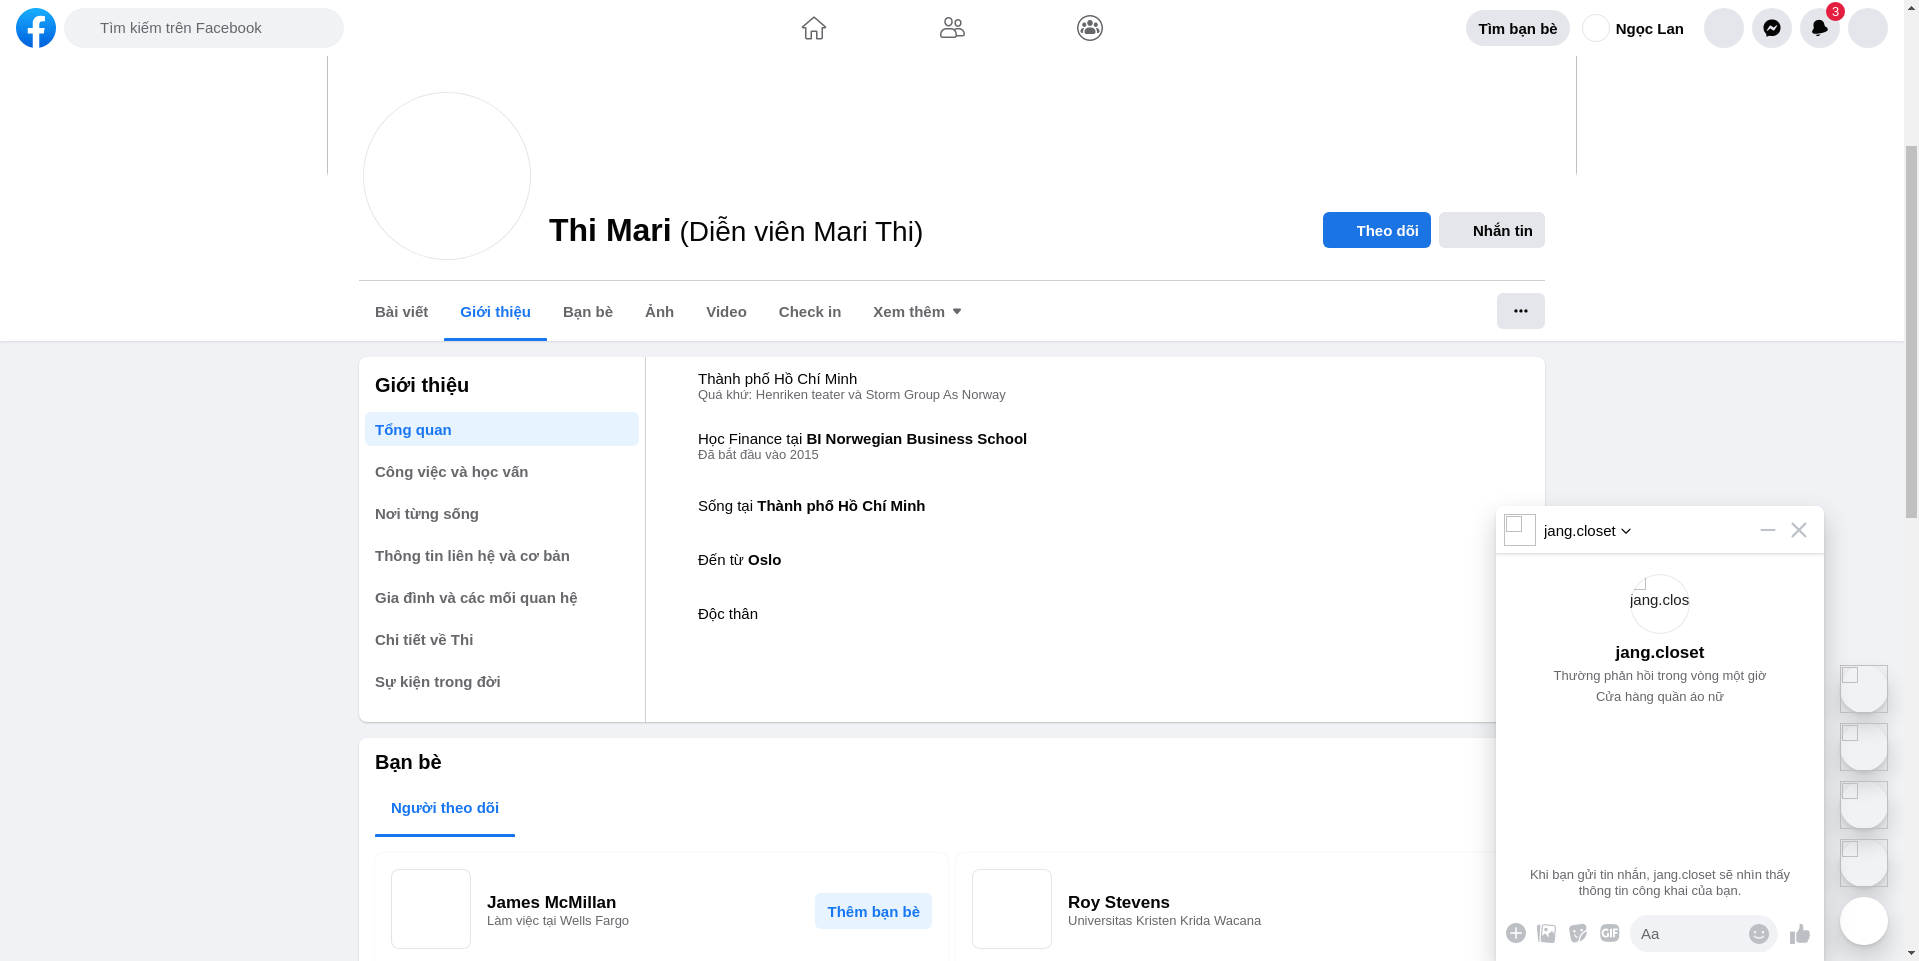 Tìm kiếm trên Facebook
Tìm bạn bè
Ngọc Lan
3
Thi Mari (Diễn viên Mari Thi)
Theo dõi
Nhắn tin
Bài viết
Giới thiệu
Bạn bè
Ảnh
Video
Check in
Xem thêm
Giới thiệu
Tổng quan
Công việc và học vấn
Nơi từng sống
Thông tin liên hệ và cơ bản
Gia đình và các mối quan hệ
Chi tiết về Thi
Sự kiện trong đời
Thành phố Hồ Chí Minh
Quá khứ: Henriken teater và Storm Group As Norway
Học Finance tại BI Norwegian Business School
Đã bắt đầu vào 2015
Sống tại Thành phố Hồ Chí Minh
Đến từ Oslo
Độc thân
Bạn bè
Người theo dõi
James McMillan
Làm việc tại Wells Fargo
Thêm bạn bè
Roy Stevens
Universitas Kristen Krida Wacana
jang.closet
jang.clos
jang.closet
Thường phản hồi trong vòng một giờ
Cửa hàng quần áo nữ
Khi bạn gửi tin nhắn, jang.closet sẽ nhìn thấy
thông tin công khai của bạn.
GIF
Aa